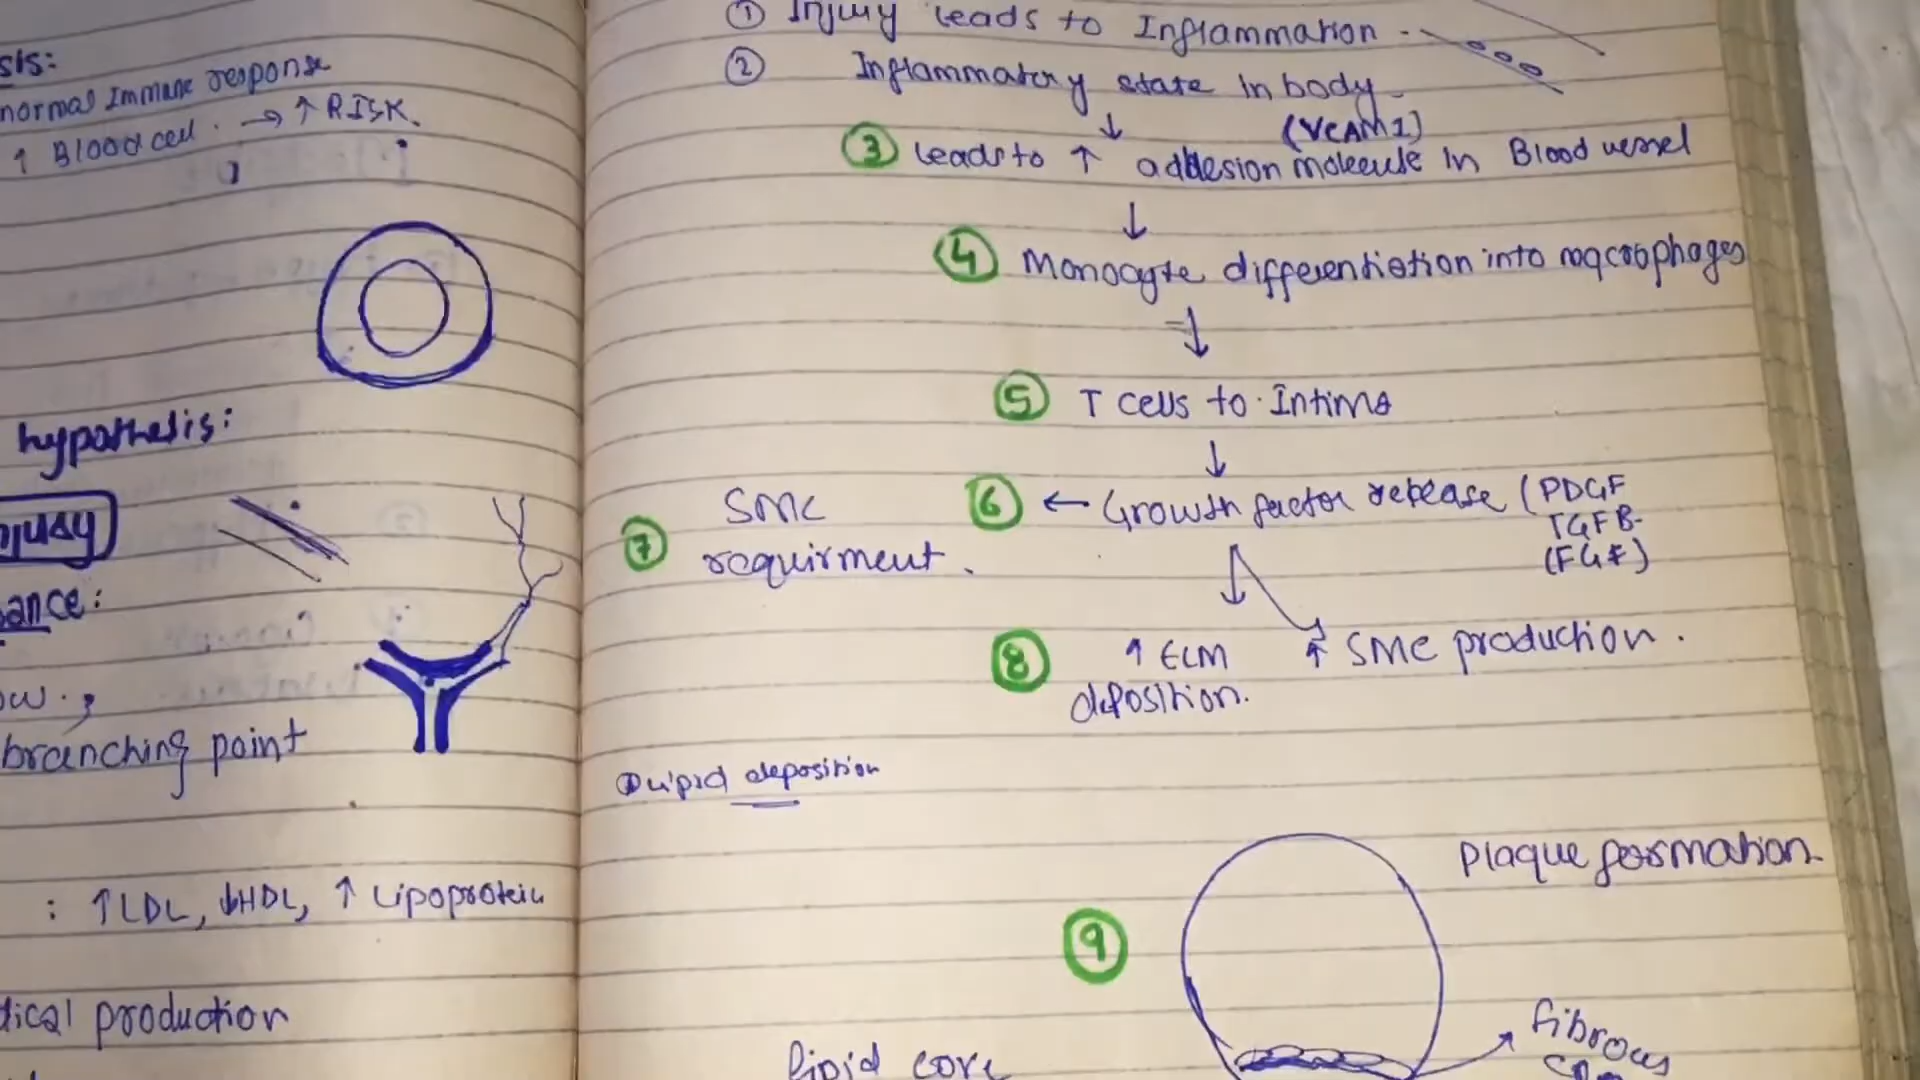 sis:
normal Immune response
↑ Blood cell. → ↑ RISK.
hypothesis:
injury
ance:
ow.,
branching point
: ↑LDL, ↓HDL, ↑ Lipoprotein
dical production
① Injury leads to Inflammation.
② Inflammatory state In body.
↓ (VCAM1)
③ Leads to ↑ addesion molecule In Blood vessel
↓
④ Monocyte differentiation into macrophages
↓
⑤ T cells to Intima
↓
⑥ ← Growth factor release (PDGF
TGFB-
(FGF)
⑦ SMC
requirment.
⑧ ↑ ECM
deposition.
↑ SMC production.
Lipid deposition
Plaque formation
⑨
fibrous
lipid core